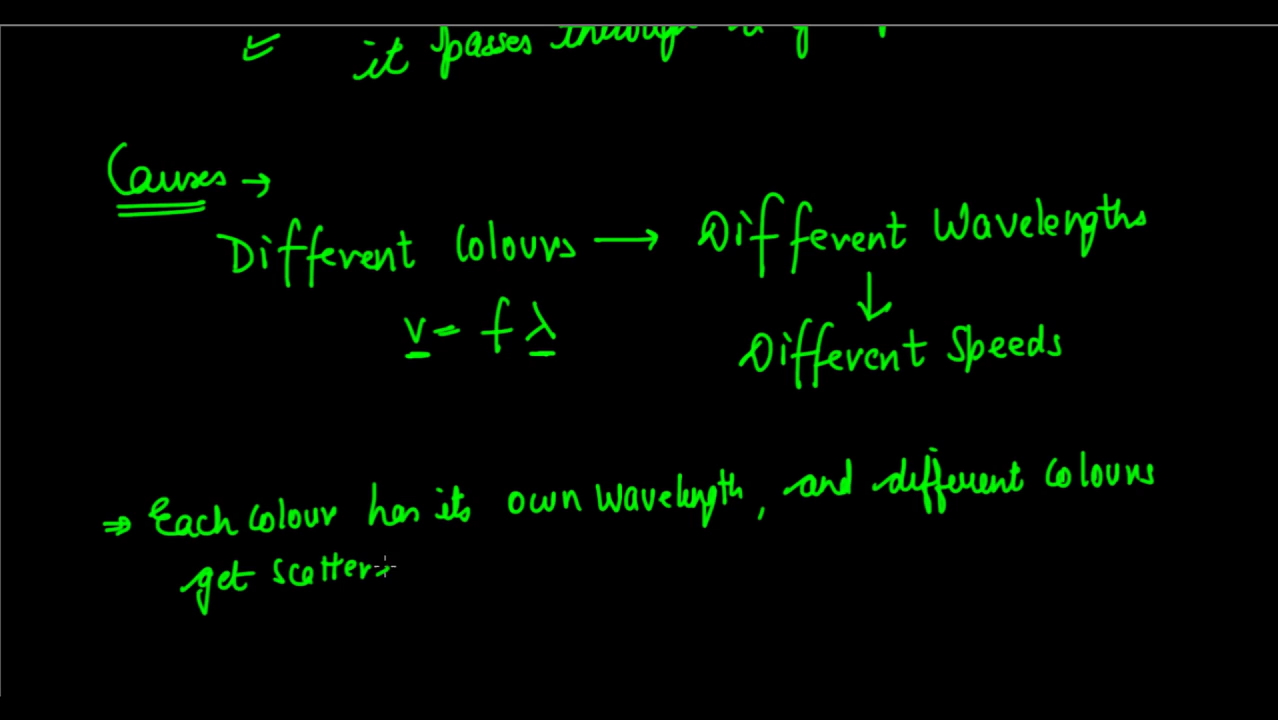 it passes through a
Causes →
Different Colours → Different Wavelengths
↓
v = f λ
Different Speeds
⇒ Each Colour has its own wavelength, and different Colours
get scatter